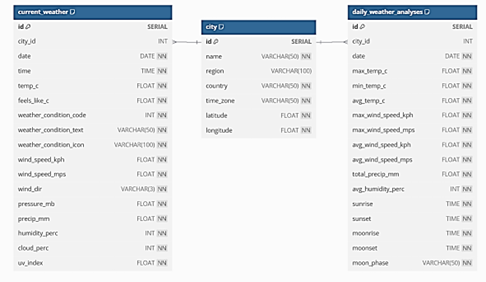 current_weather
id SERIAL
city_id INT
date DATE NN
time TIME NN
temp_c FLOAT NN
feels_like_c FLOAT NN
weather_condition_code INT NN
weather_condition_text VARCHAR(50) NN
weather_condition_icon VARCHAR(100) NN
wind_speed_kph FLOAT NN
wind_speed_mps FLOAT NN
wind_dir VARCHAR(3) NN
pressure_mb FLOAT NN
precip_mm FLOAT NN
humidity_perc INT NN
cloud_perc INT NN
uv_index FLOAT NN
city
id SERIAL
name VARCHAR(50) NN
region VARCHAR(100)
country VARCHAR(50) NN
time_zone VARCHAR(50) NN
latitude FLOAT NN
longitude FLOAT NN
daily_weather_analyses
id SERIAL
city_id INT
date DATE NN
max_temp_c FLOAT NN
min_temp_c FLOAT NN
avg_temp_c FLOAT NN
max_wind_speed_kph FLOAT NN
max_wind_speed_mps FLOAT NN
avg_wind_speed_kph FLOAT NN
avg_wind_speed_mps FLOAT NN
total_precip_mm FLOAT NN
avg_humidity_perc INT NN
sunrise TIME NN
sunset TIME NN
moonrise TIME NN
moonset TIME NN
moon_phase VARCHAR(50) NN